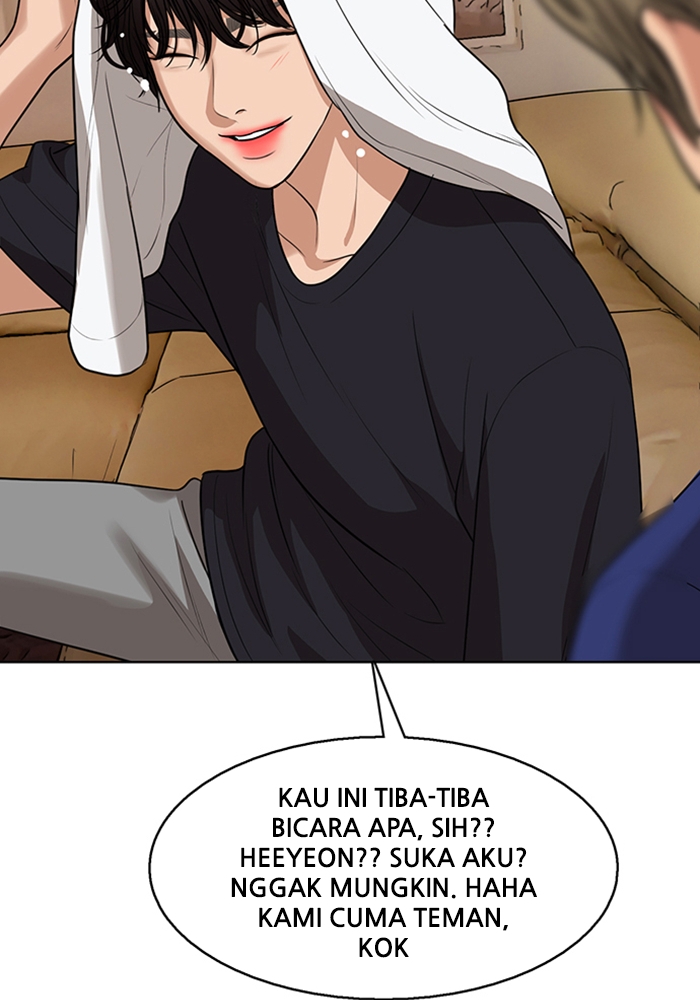 KAU INI TIBA-TIBA
BICARA APA, SIH??
HEEYEON?? SUKA AKU?
NGGAK MUNGKIN. HAHA
KAMI CUMA TEMAN,
KOK